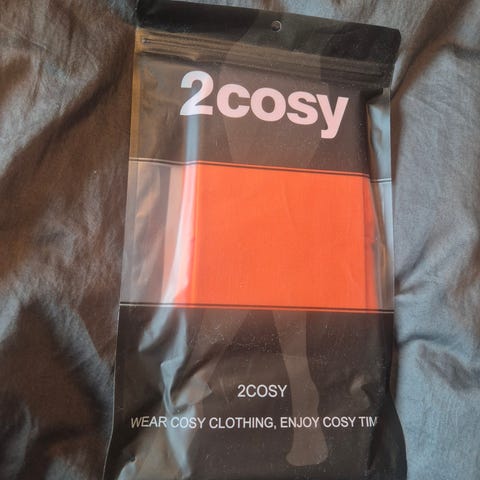 2cosy
2COSY
WEAR COSY CLOTHING, ENJOY COSY TIM